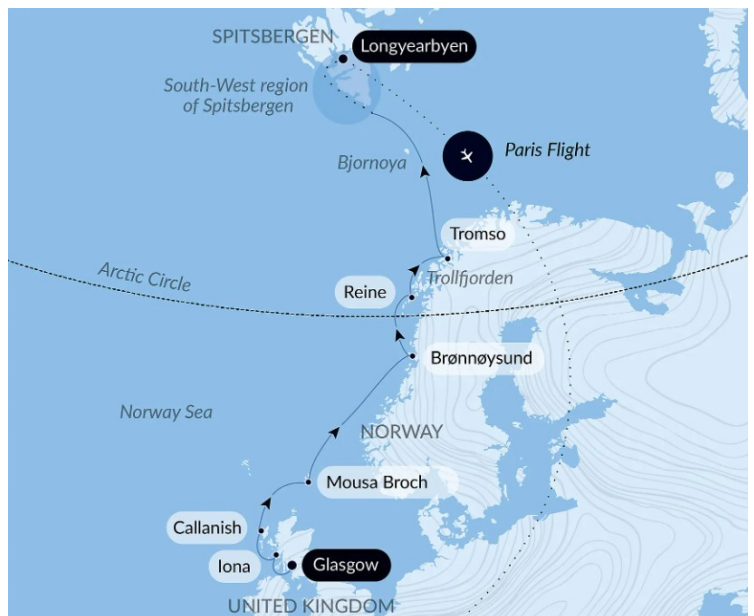 SPITSBERGEN
Longyearbyen
South-West region
of Spitsbergen
Paris Flight
Bjornoya
Tromso
Arctic Circle
Trollfjorden
Reine
Brønnøysund
Norway Sea
NORWAY
Mousa Broch
Callanish
Iona
Glasgow
UNITED KINGDOM